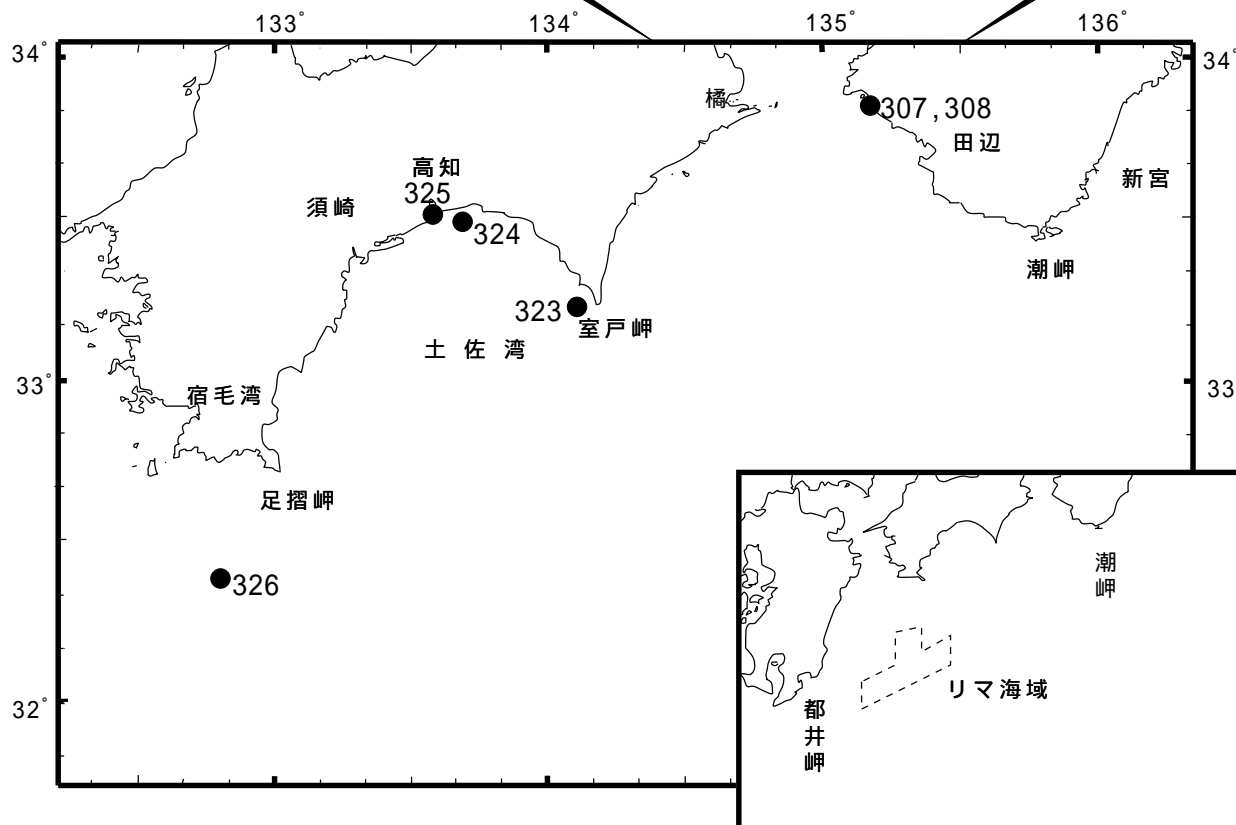 133°
134°
135°
136°
34°
34°
橘
307,308
田辺
高知
325
新宮
須崎
324
潮岬
323
室戸岬
土佐湾
33°
33
宿毛湾
足摺岬
326
潮岬
リマ海域
32°
都井岬